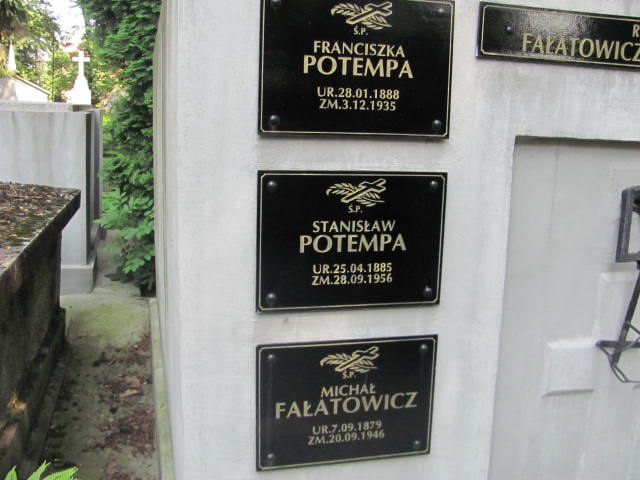 Ś.P.
FRANCISZKA
POTEMPA
UR.28.01.1888
ZM.3.12.1935
Ś.P.
STANISŁAW
POTEMPA
UR.25.04.1885
ZM.28.09.1956
Ś.P.
MICHAŁ
FAŁATOWICZ
UR.7.09.1879
ZM.20.09.1946
R
FAŁATOWICZ